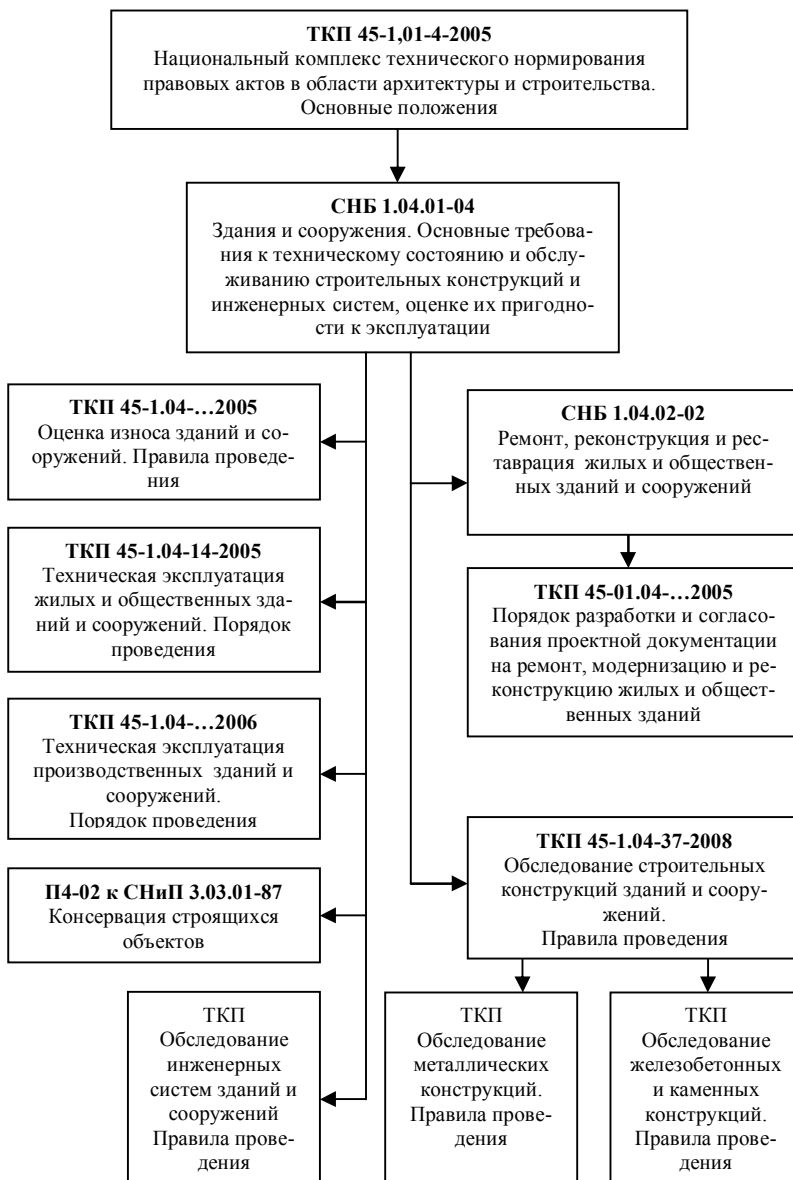 ТКП 45-1,01-4-2005
Национальный комплекс технического нормирования
правовых актов в области архитектуры и строительства.
Основные положения
СНБ 1.04.01-04
Здания и сооружения. Основные требова-
ния к техническому состоянию и обслу-
живанию строительных конструкций и
инженерных систем, оценке их пригодно-
сти к эксплуатации
ТКП 45-1.04-…2005
Оценка износа зданий и со-
оружений. Правила проведе-
ния
ТКП 45-1.04-14-2005
Техническая эксплуатация
жилых и общественных зда-
ний и сооружений. Порядок
проведения
ТКП 45-1.04-…2006
Техническая эксплуатация
производственных зданий и
сооружений.
Порядок проведения
П4-02 к СНиП 3.03.01-87
Консервация строящихся
объектов
ТКП
Обследование
инженерных
систем зданий и
сооружений
Правила прове-
дения
СНБ 1.04.02-02
Ремонт, реконструкция и рес-
таврация жилых и обществен-
ных зданий и сооружений
ТКП 45-01.04-…2005
Порядок разработки и согласо-
вания проектной документации
на ремонт, модернизацию и ре-
конструкцию жилых и общест-
венных зданий
ТКП 45-1.04-37-2008
Обследование строительных
конструкций зданий и соору-
жений.
Правила проведения
ТКП
Обследование
металлических
конструкций.
Правила прове-
дения
ТКП
Обследование
железобетонных
и каменных
конструкций.
Правила прове-
дения